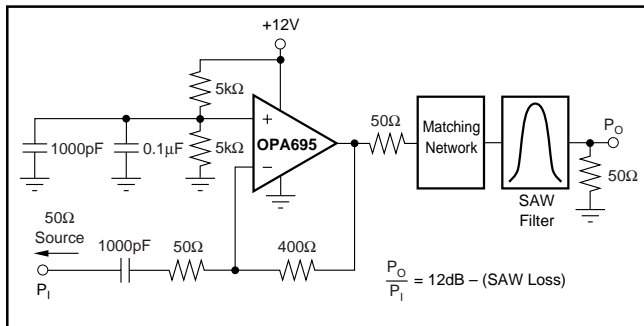 +12V
5kΩ
5kΩ
1000pF
0.1µF
+
OPA695
−
50Ω
Matching
Network
SAW
Filter
P_O
50Ω
50Ω
Source
1000pF
50Ω
400Ω
P_I
P_O
P_I
= 12dB – (SAW Loss)